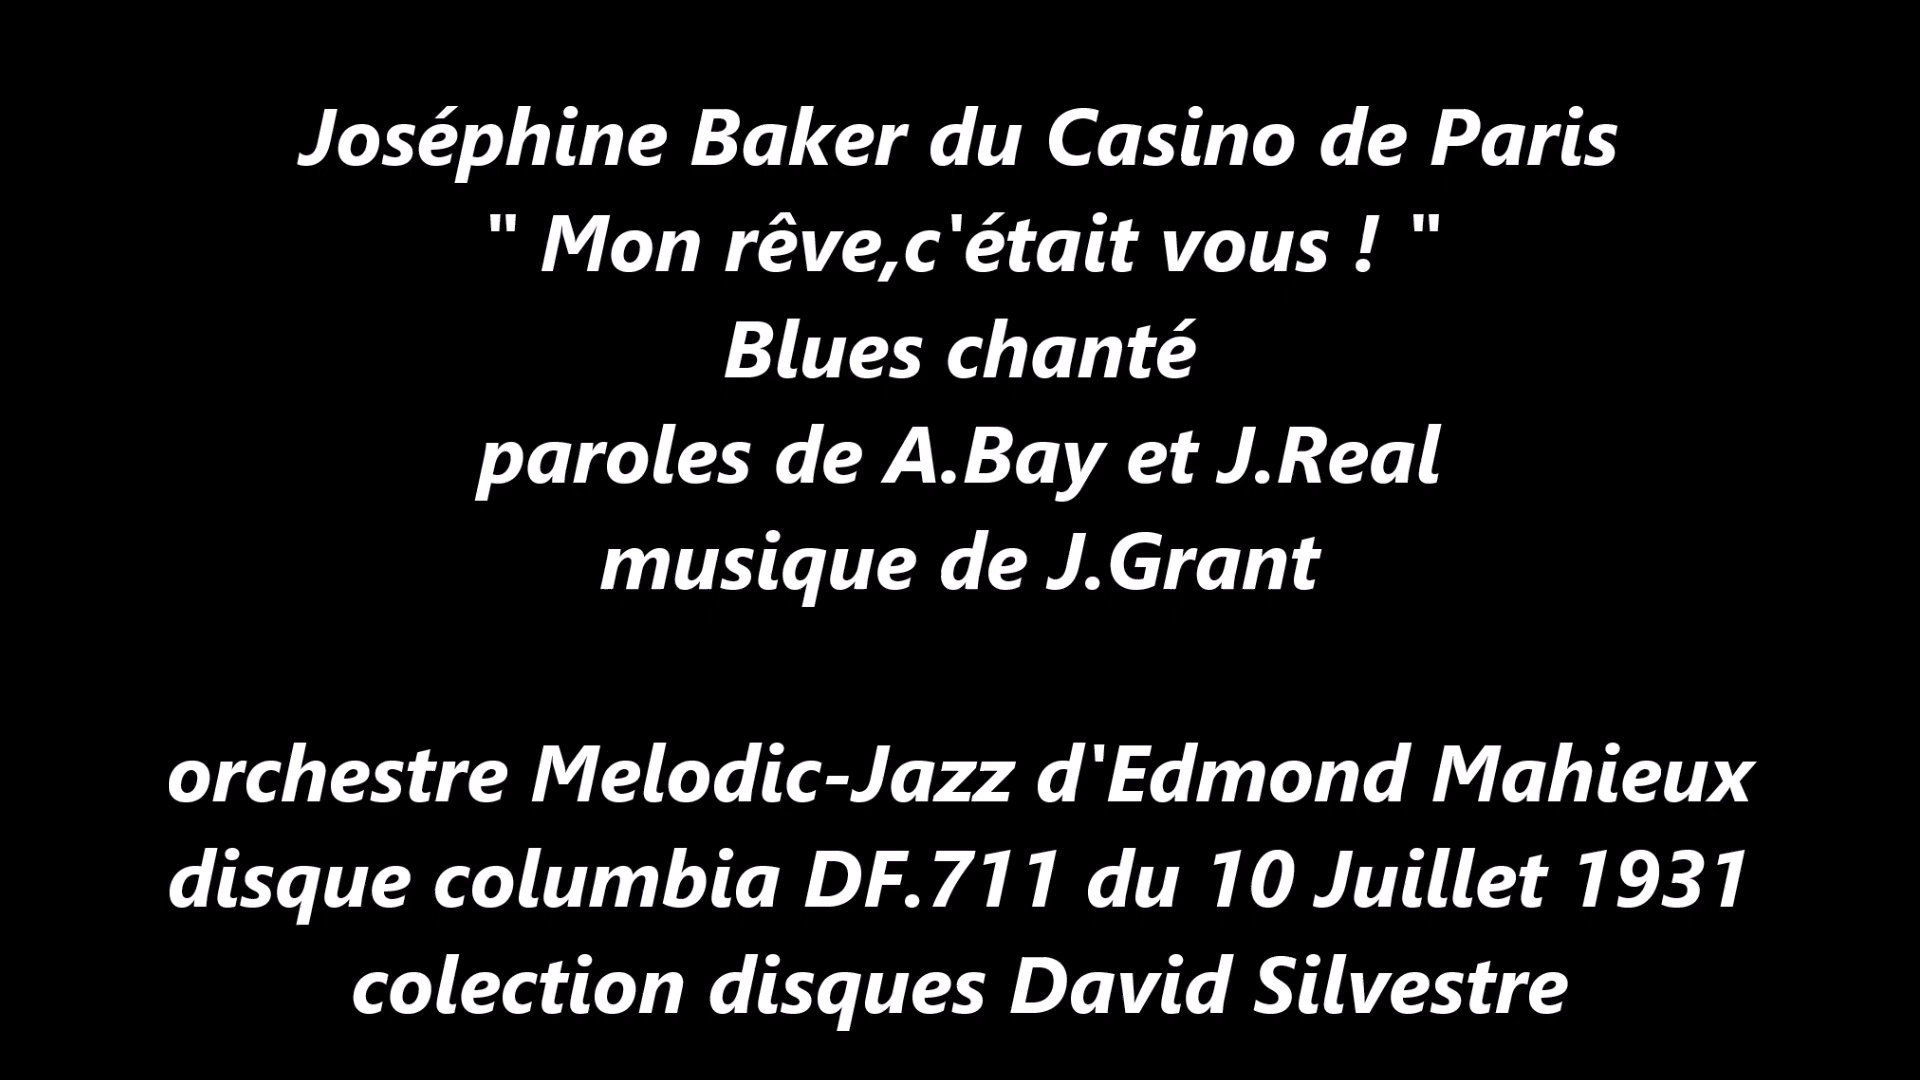 Joséphine Baker du Casino de Paris
" Mon rêve,c'était vous ! "
Blues chanté
paroles de A.Bay et J.Real
musique de J.Grant
orchestre Melodic-Jazz d'Edmond Mahieux
disque columbia DF.711 du 10 Juillet 1931
colection disques David Silvestre